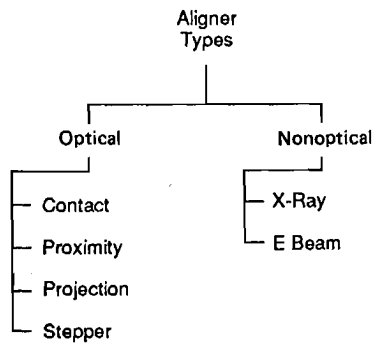 Aligner
Types
Optical
Nonoptical
Contact
Proximity
Projection
Stepper
X-Ray
E Beam